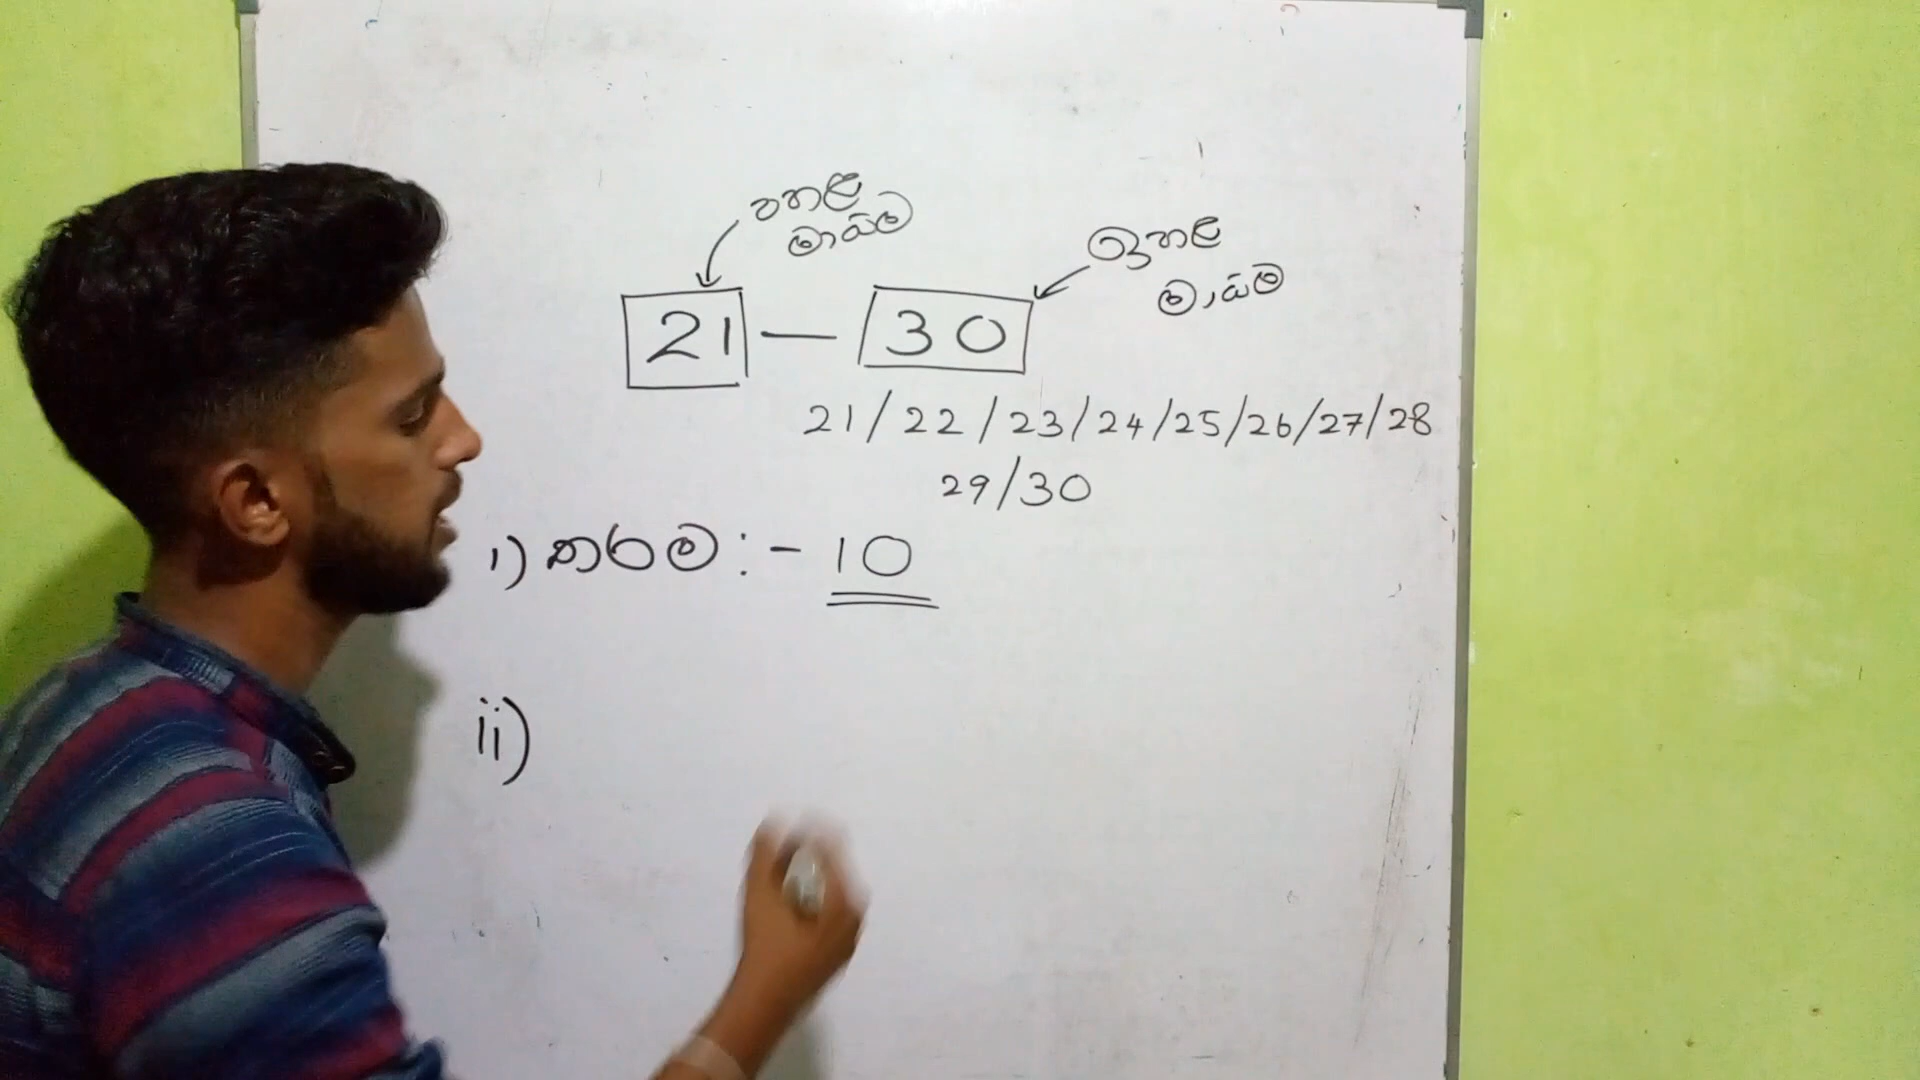 පහළ
මායිම
ඉහළ
මායිම
21 — 30
21/22/23/24/25/26/27/28
29/30
i) තරම :- 10
ii)